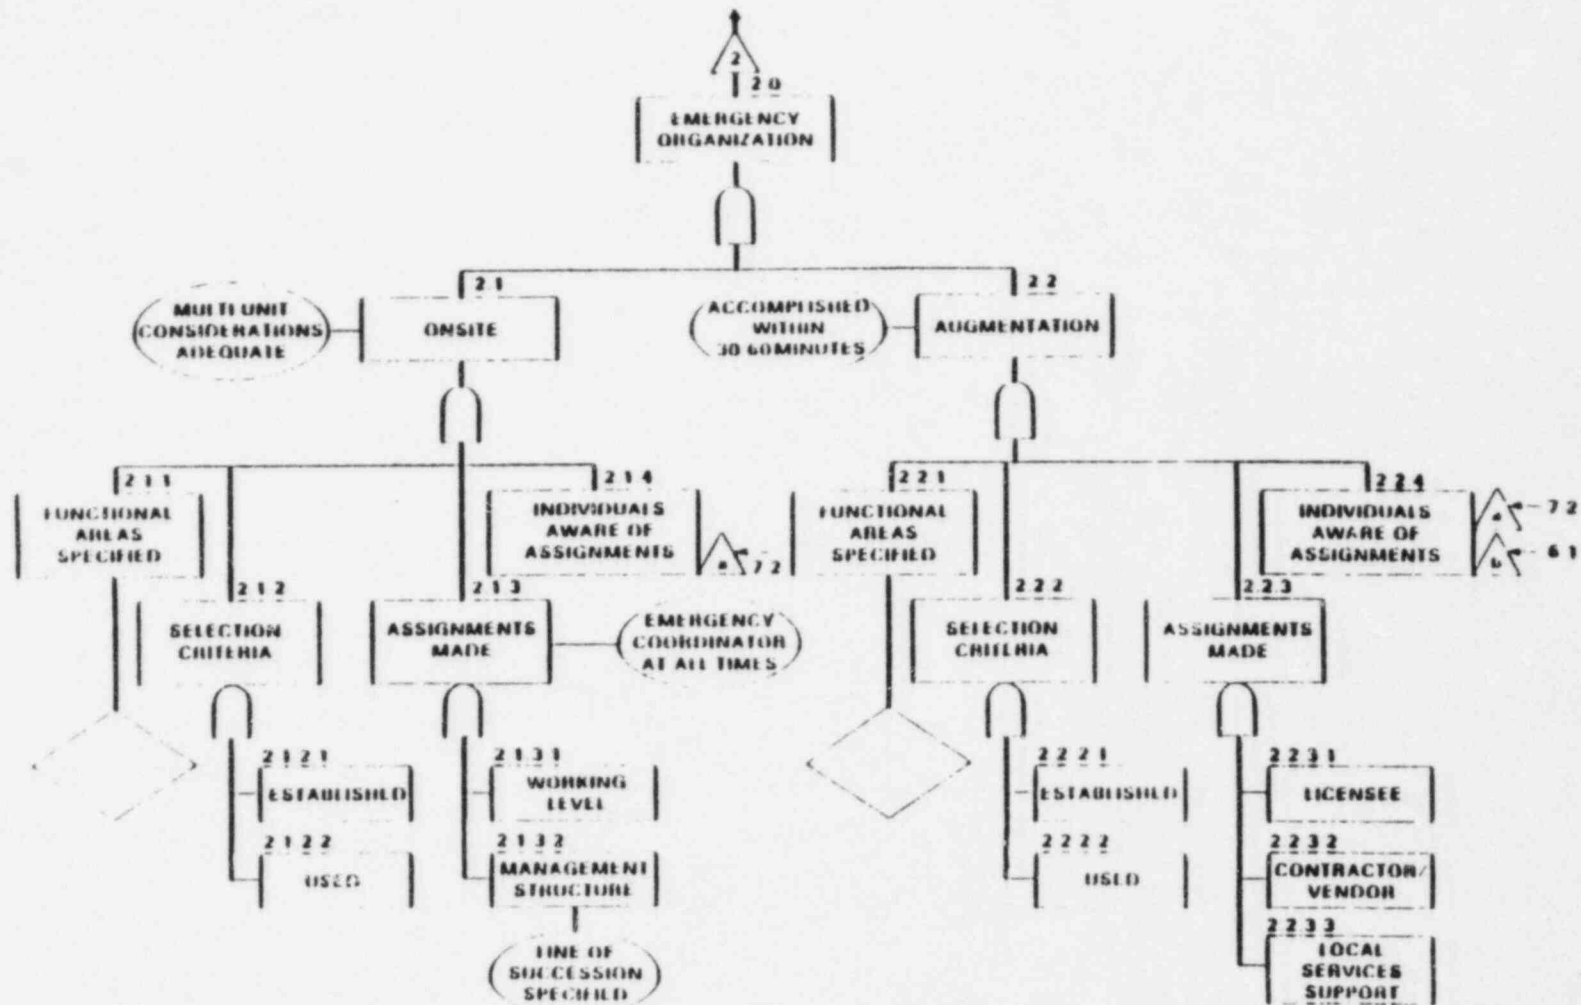 2
2 0
EMERGENCY
ORGANIZATION
2 1
2 2
MULTI UNIT
CONSIDERATIONS
ADEQUATE
ONSITE
ACCOMPLISHED
WITHIN
30 60 MINUTES
AUGMENTATION
2 1 1
FUNCTIONAL
AREAS
SPECIFIED
2 1 4
INDIVIDUALS
AWARE OF
ASSIGNMENTS
a
7 2
2 2 1
FUNCTIONAL
AREAS
SPECIFIED
2 2 4
INDIVIDUALS
AWARE OF
ASSIGNMENTS
a
7 2
b
6 1
2 1 2
SELECTION
CRITERIA
2 1 3
ASSIGNMENTS
MADE
EMERGENCY
COORDINATOR
AT ALL TIMES
2 2 2
SELECTION
CRITERIA
2 2 3
ASSIGNMENTS
MADE
2 1 2 1
ESTABLISHED
2 1 3 1
WORKING
LEVEL
2 2 2 1
ESTABLISHED
2 2 3 1
LICENSEE
2 1 2 2
USED
2 1 3 2
MANAGEMENT
STRUCTURE
2 2 2 2
USED
2 2 3 2
CONTRACTOR/
VENDOR
LINE OF
SUCCESSION
SPECIFIED
2 2 3 3
LOCAL
SERVICES
SUPPORT